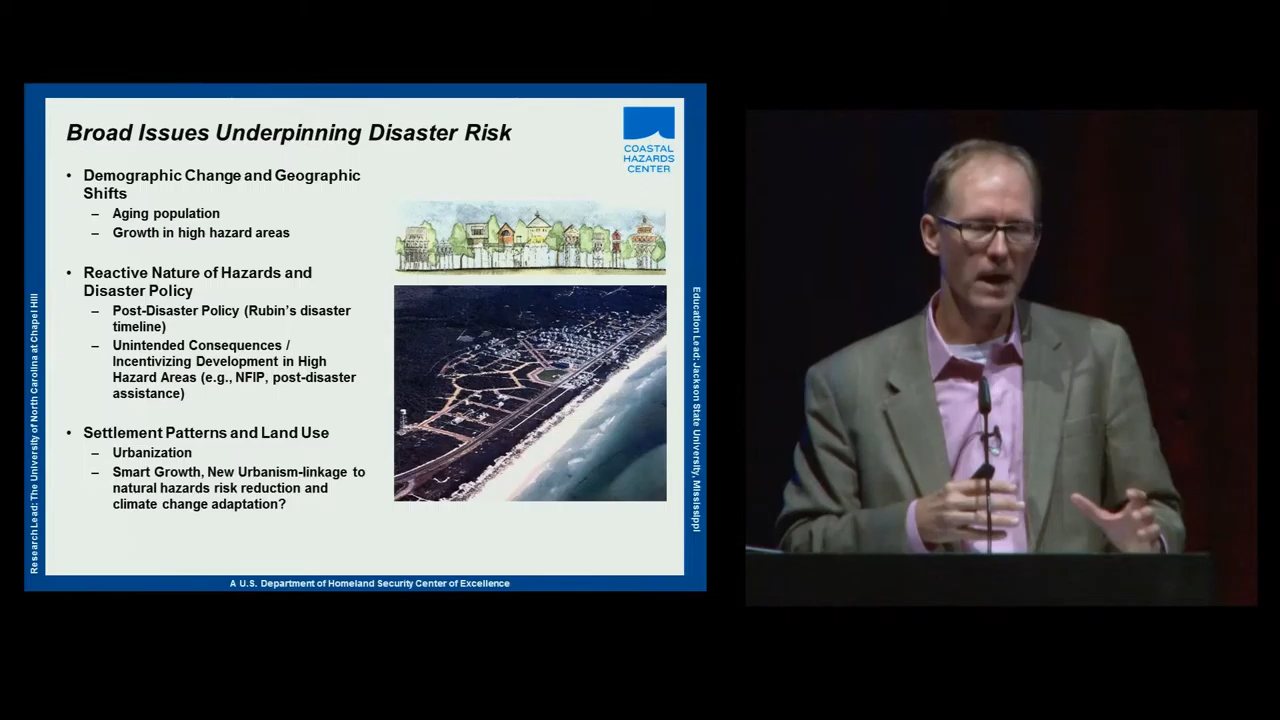 Broad Issues Underpinning Disaster Risk
COASTAL
HAZARDS
CENTER
• Demographic Change and Geographic
Shifts
– Aging population
– Growth in high hazard areas
• Reactive Nature of Hazards and
Disaster Policy
– Post-Disaster Policy (Rubin's disaster
timeline)
– Unintended Consequences /
Incentivizing Development in High
Hazard Areas (e.g., NFIP, post-disaster
assistance)
• Settlement Patterns and Land Use
– Urbanization
– Smart Growth, New Urbanism-linkage to
natural hazards risk reduction and
climate change adaptation?
Research Lead: The University of North Carolina at Chapel Hill
Education Lead: Jackson State University, Mississippi
A U.S. Department of Homeland Security Center of Excellence